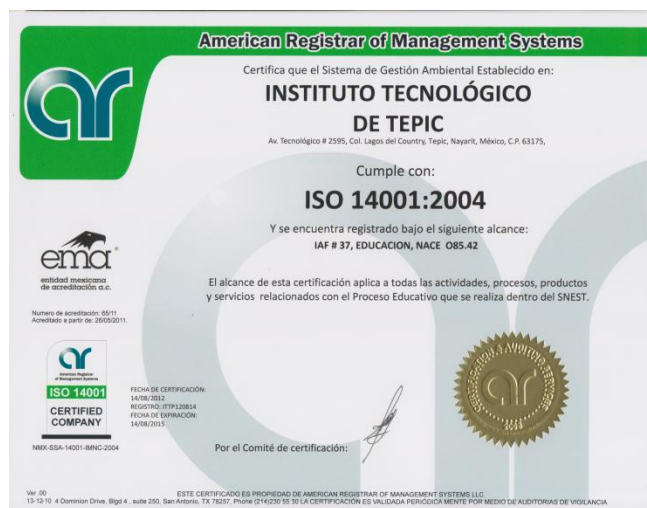 American Registrar of Management Systems
Certifica que el Sistema de Gestión Ambiental Establecido en:
INSTITUTO TECNOLÓGICO
DE TEPIC
Av. Tecnológico # 2595, Col. Lagos del Country, Tepic, Nayarit, México, C.P. 63175,
Cumple con:
ISO 14001:2004
Y se encuentra registrado bajo el siguiente alcance:
IAF # 37, EDUCACION, NACE O85.42
ema
entidad mexicana
de acreditación a.c.
El alcance de esta certificación aplica a todas las actividades, procesos, productos
y servicios relacionados con el Proceso Educativo que se realiza dentro del SNEST.
Numero de acreditación: 65/11
Acreditado a partir de: 26/05/2011.
American Registrar
of Management Systems
ISO 14001
CERTIFIED
COMPANY
NMX-SSA-14001-IMNC-2004
FECHA DE CERTIFICACIÓN:
14/08/2012
REGISTRO: ITTP120814
FECHA DE EXPIRACIÓN:
14/08/2015
Por el Comité de certificación:
Ver .00
ESTE CERTIFICADO ES PROPIEDAD DE AMERICAN REGISTRAR OF MANAGEMENT SYSTEMS LLC.
13-12-10 4 Dominion Drive, Bldg 4 , suite 250, San Antonio, TX 78257, Phone (214)230 55 30 LA CERTIFICACIÓN ES VALIDADA PERIÓDICA MENTE POR MEDIO DE AUDITORIAS DE VIGILANCIA